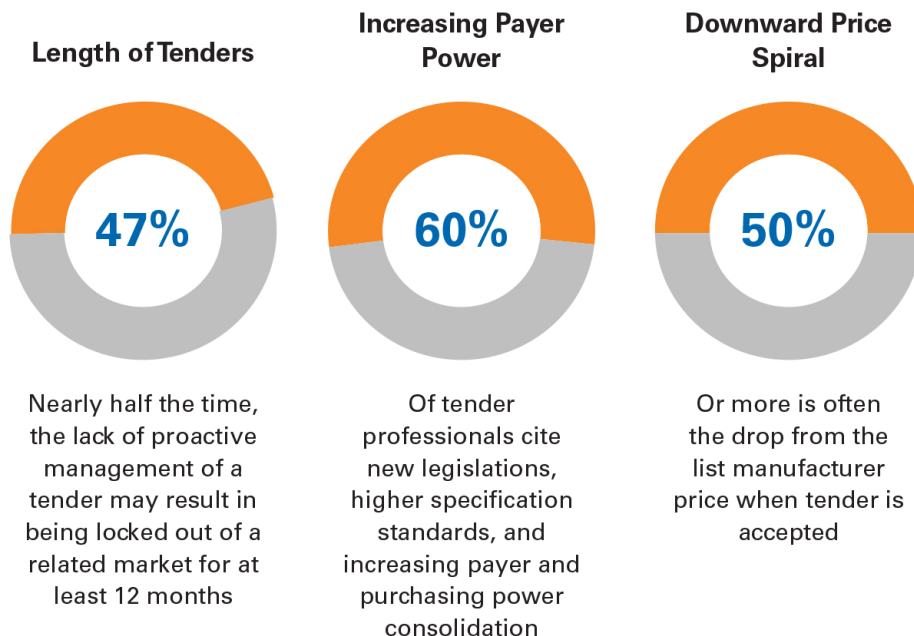 Length of Tenders
47%
Nearly half the time,
the lack of proactive
management of a
tender may result in
being locked out of a
related market for at
least 12 months
Increasing Payer
Power
60%
Of tender
professionals cite
new legislations,
higher specification
standards, and
increasing payer and
purchasing power
consolidation
Downward Price
Spiral
50%
Or more is often
the drop from the
list manufacturer
price when tender is
accepted